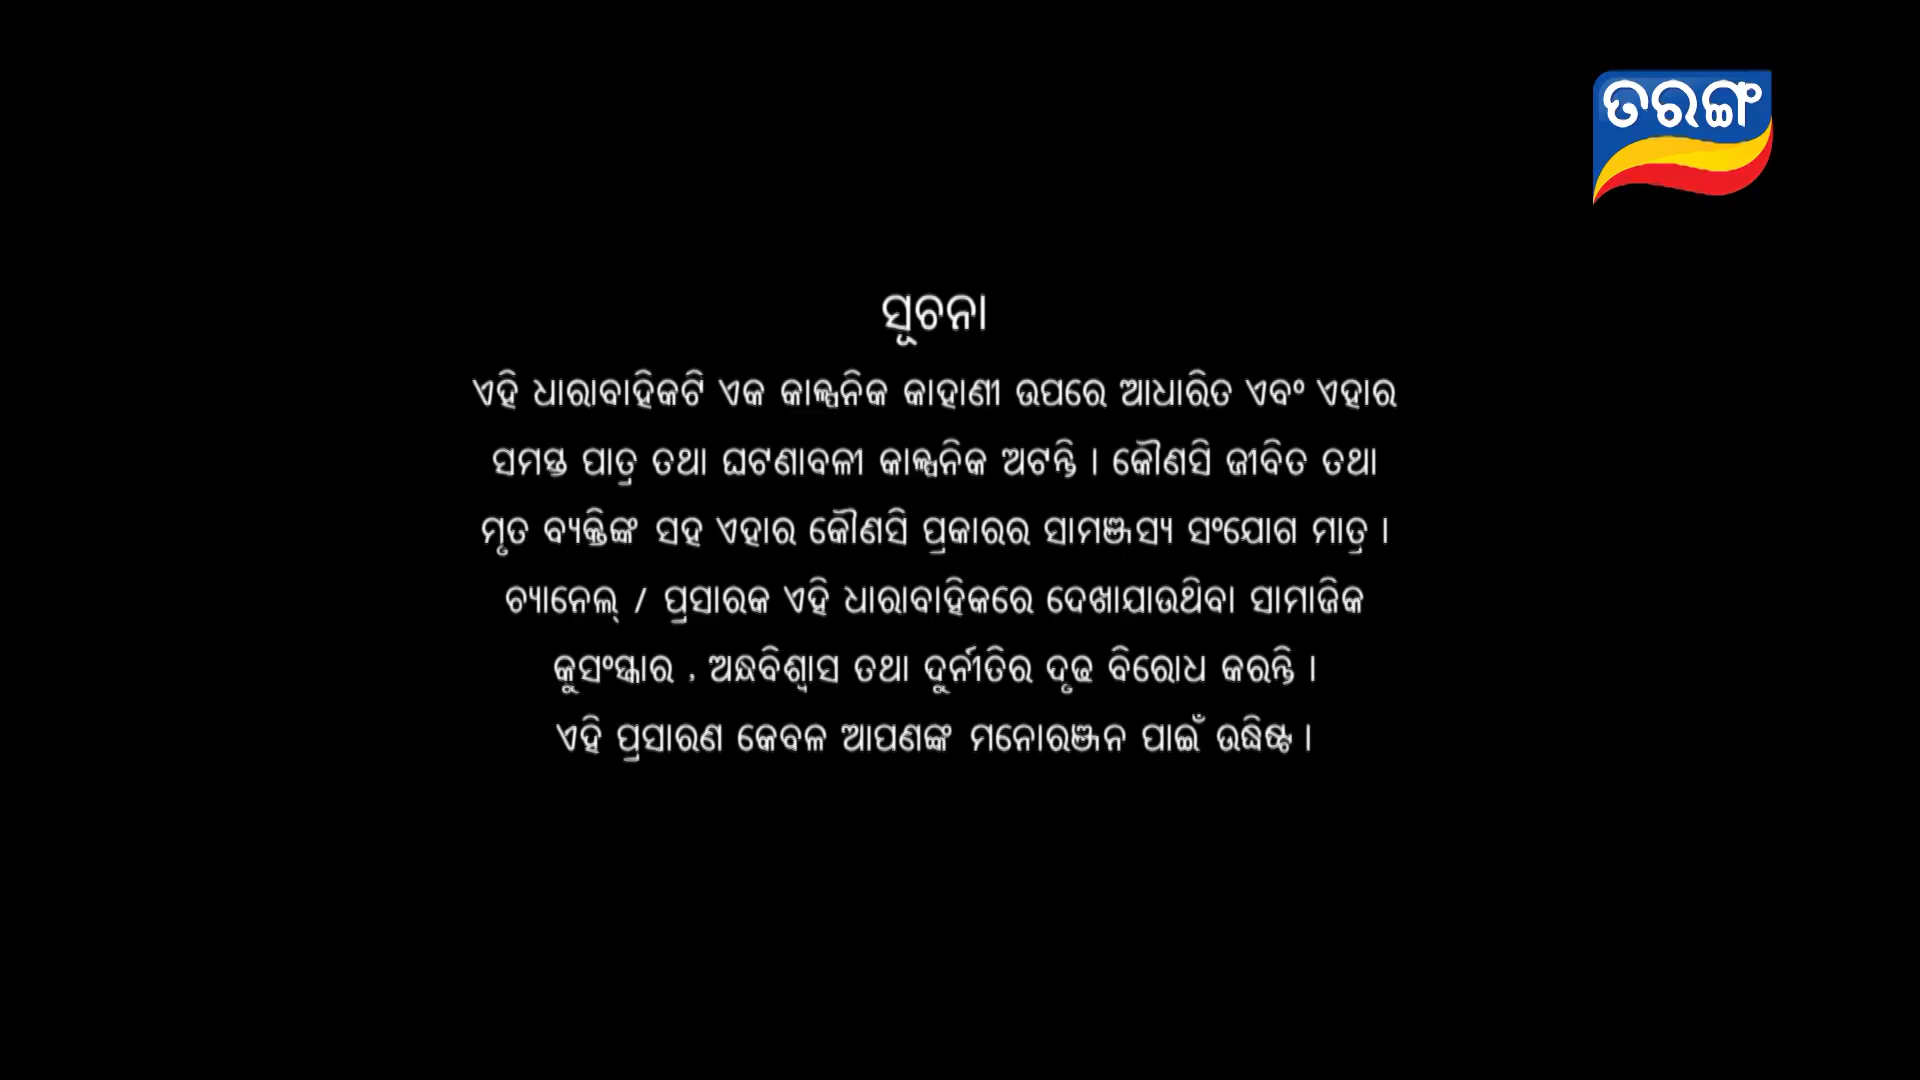 ତରଙ୍ଗ
ସୂଚନା
ଏହି ଧାରାବାହିକଟି ଏକ କାଳ୍ପନିକ କାହାଣୀ ଉପରେ ଆଧାରିତ ଏବଂ ଏହାର
ସମସ୍ତ ପାତ୍ର ତଥା ଘଟଣାବଳୀ କାଳ୍ପନିକ ଅଟନ୍ତି । କୌଣସି ଜୀବିତ ତଥା
ମୃତ ବ୍ୟକ୍ତିଙ୍କ ସହ ଏହାର କୌଣସି ପ୍ରକାରର ସାମଞ୍ଜସ୍ୟ ସଂଯୋଗ ମାତ୍ର ।
ଚ୍ୟାନେଲ୍ / ପ୍ରସାରକ ଏହି ଧାରାବାହିକରେ ଦେଖାଯାଉଥିବା ସାମାଜିକ
କୁସଂସ୍କାର , ଅନ୍ଧବିଶ୍ୱାସ ତଥା ଦୁର୍ନୀତିର ଦୃଢ ବିରୋଧ କରନ୍ତି ।
ଏହି ପ୍ରସାରଣ କେବଳ ଆପଣଙ୍କ ମନୋରଞ୍ଜନ ପାଇଁ ଉଦ୍ଧିଷ୍ଟ ।